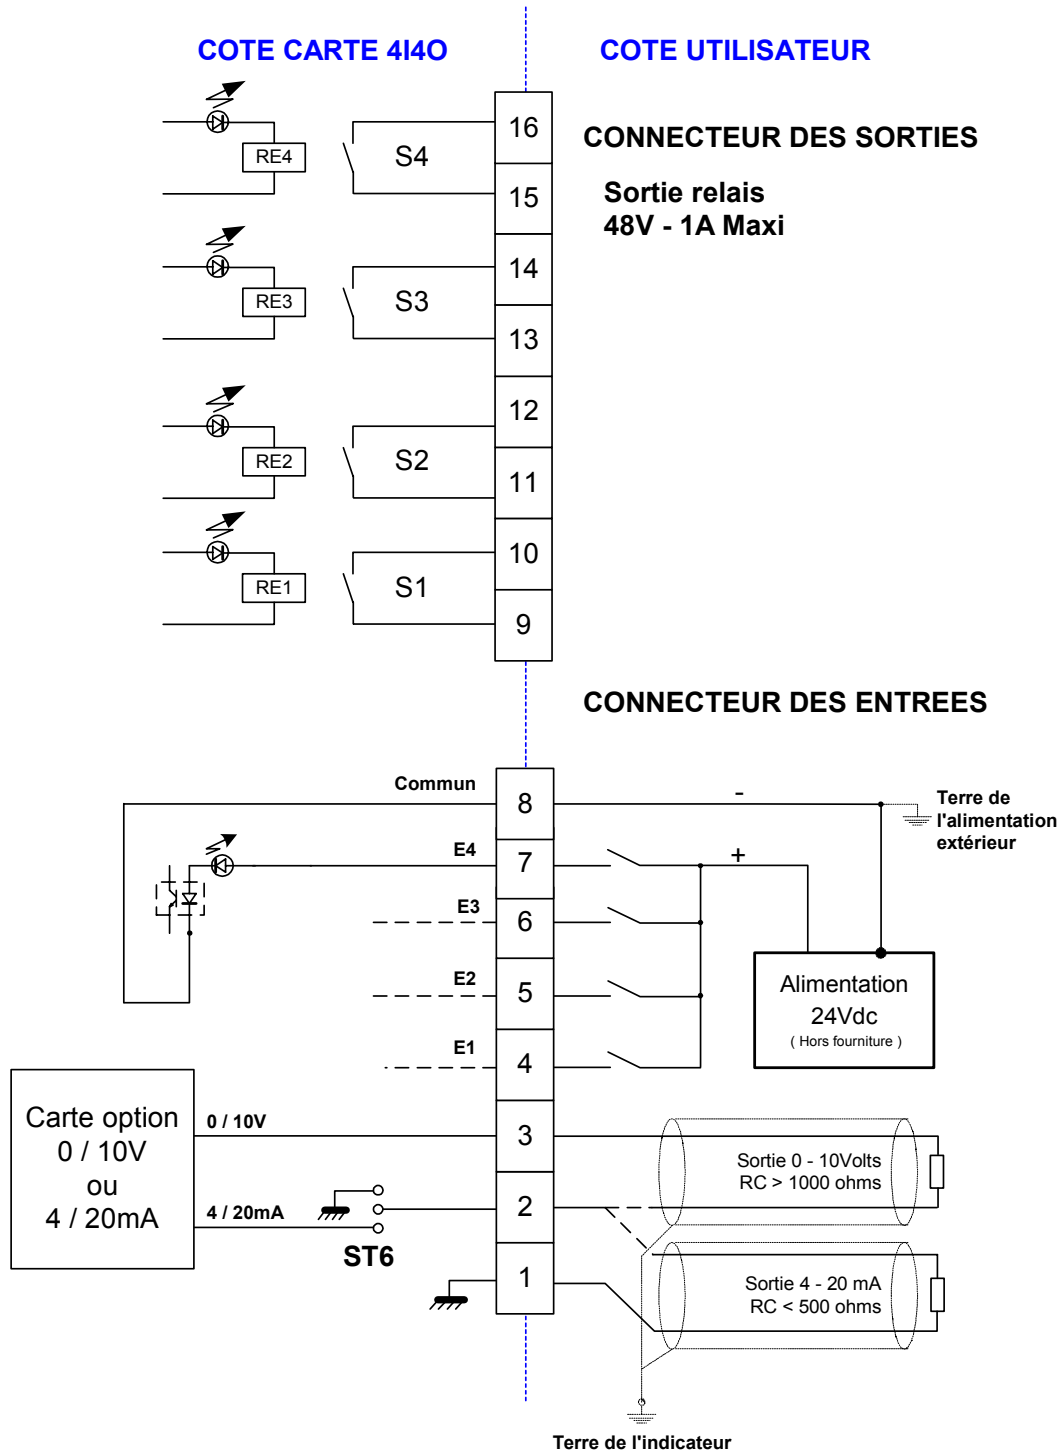 COTE CARTE 4I4O
COTE UTILISATEUR
16
CONNECTEUR DES SORTIES
RE4
S4
15
Sortie relais
48V - 1A Maxi
14
RE3
S3
13
12
RE2
S2
11
10
RE1
S1
9
CONNECTEUR DES ENTREES
Commun
8
-
Terre de
l'alimentation
extérieur
E4
7
+
E3
6
E2
5
Alimentation
24Vdc
( Hors fourniture )
E1
4
Carte option
0 / 10V
ou
4 / 20mA
0 / 10V
3
Sortie 0 - 10Volts
RC > 1000 ohms
4 / 20mA
2
ST6
1
Sortie 4 - 20 mA
RC < 500 ohms
Terre de l'indicateur